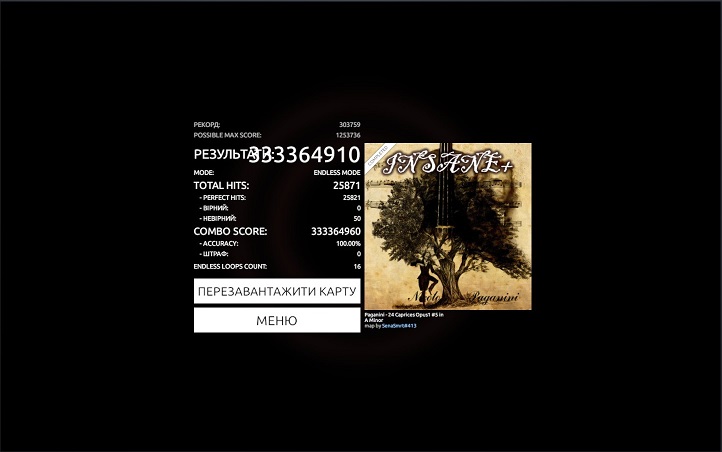 РЕКОРД: 303759
POSSIBLE MAX SCORE: 1253736
РЕЗУЛЬТАТ: 333364910
MODE: ENDLESS MODE
TOTAL HITS: 25871
- PERFECT HITS: 25821
- ВІРНИЙ: 0
- НЕВІРНИЙ: 50
COMBO SCORE: 333364960
- ACCURACY: 100.00%
- ШТРАФ: 0
ENDLESS LOOPS COUNT: 16
ПЕРЕЗАВАНТАЖИТИ КАРТУ
МЕНЮ
COMPLETED
INSANE+
Nicolo Paganini
Paganini - 24 Caprices Opus1 #5 in
A Minor
map by SenaSmrti#413